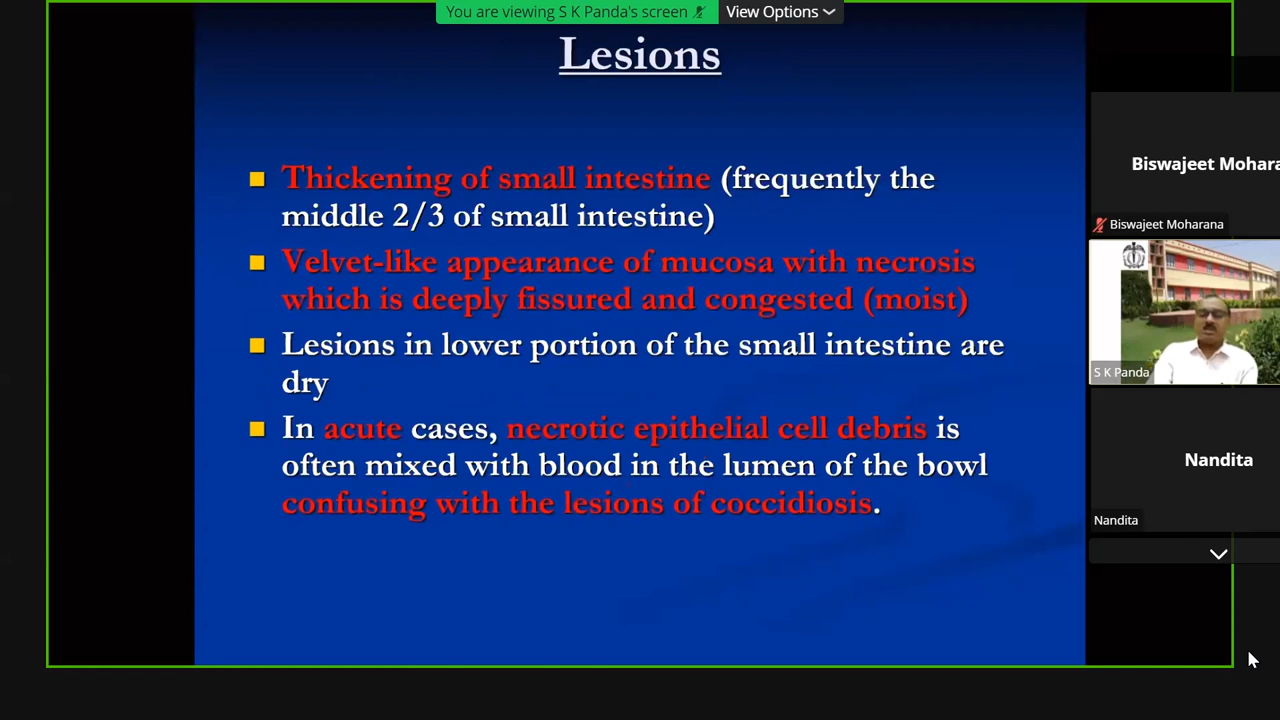 You are viewing S K Panda's screen
View Options
Lesions
Thickening of small intestine (frequently the
middle 2/3 of small intestine)
Velvet-like appearance of mucosa with necrosis
which is deeply fissured and congested (moist)
Lesions in lower portion of the small intestine are
dry
In acute cases, necrotic epithelial cell debris is
often mixed with blood in the lumen of the bowl
confusing with the lesions of coccidiosis.
Biswajeet Mohara
Biswajeet Moharana
S K Panda
Nandita
Nandita